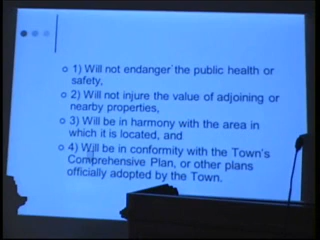 1) Will not endanger the public health or
safety,
2) Will not injure the value of adjoining or
nearby properties,
3) Will be in harmony with the area in
which it is located, and
4) Will be in conformity with the Town's
Comprehensive Plan, or other plans
officially adopted by the Town.